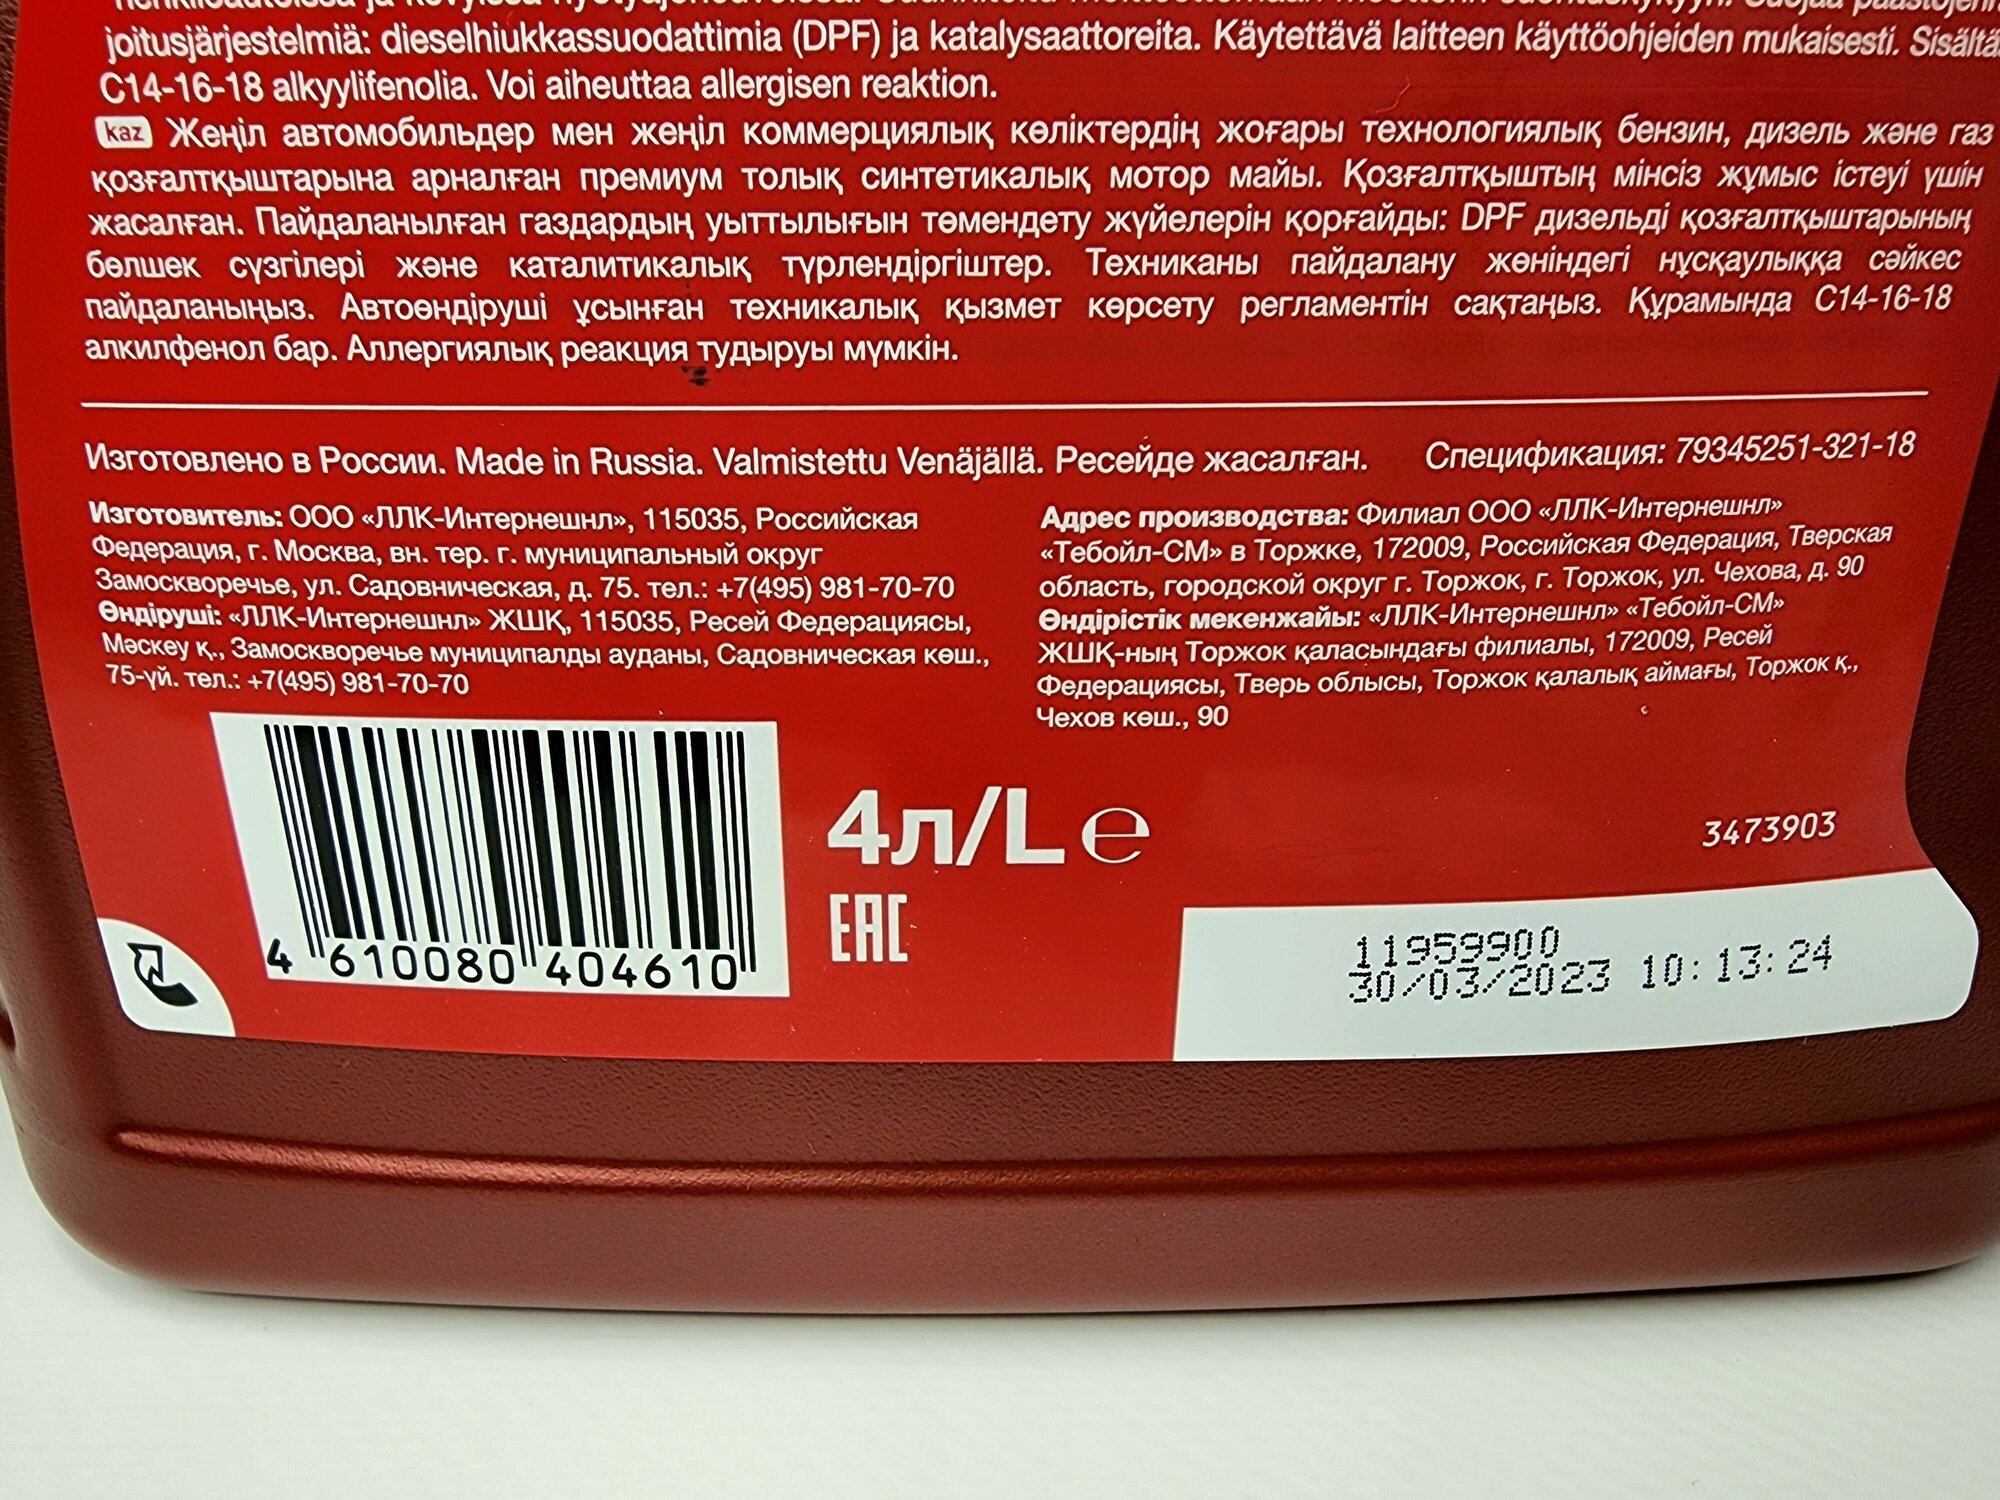 joitusjärjestelmiä: dieselhiukkassuodattimia (DPF) ja katalysaattoreita. Käytettävä laitteen käyttöohjeiden mukaisesti. Sisältä
C14-16-18 alkyylifenolia. Voi aiheuttaa allergisen reaktion.
kaz Жеңіл автомобильдер мен жеңіл коммерциялық көліктердің жоғары технологиялық бензин, дизель және газ
қозғалтқыштарына арналған премиум толық синтетикалық мотор майы. Қозғалтқыштың мінсіз жұмыс істеуі үшін
жасалған. Пайдаланылған газдардың уыттылығын төмендету жүйелерін қорғайды: DPF дизельді қозғалтқыштарының
бөлшек сүзгілері және каталитикалық түрлендіргіштер. Техниканы пайдалану жөніндегі нұсқаулыққа сәйкес
пайдаланыңыз. Автоөндіруші ұсынған техникалық қызмет көрсету регламентін сақтаңыз. Құрамында С14-16-18
алкилфенол бар. Аллергиялық реакция тудыруы мүмкін.
Изготовлено в России. Made in Russia. Valmistettu Venäjällä. Ресейде жасалған.
Спецификация: 79345251-321-18
Изготовитель: ООО «ЛЛК-Интернешнл», 115035, Российская
Федерация, г. Москва, вн. тер. г. муниципальный округ
Замоскворечье, ул. Садовническая, д. 75. тел.: +7(495) 981-70-70
Өндіруші: «ЛЛК-Интернешнл» ЖШҚ, 115035, Ресей Федерациясы,
Мәскеу қ., Замоскворечье муниципалды ауданы, Садовническая көш.,
75-үй. тел.: +7(495) 981-70-70
Адрес производства: Филиал ООО «ЛЛК-Интернешнл»
«Тебойл-СМ» в Торжке, 172009, Российская Федерация, Тверская
область, городской округ г. Торжок, г. Торжок, ул. Чехова, д. 90
Өндірістік мекенжайы: «ЛЛК-Интернешнл» «Тебойл-СМ»
ЖШҚ-ның Торжок қаласындағы филиалы, 172009, Ресей
Федерациясы, Тверь облысы, Торжок қалалық аймағы, Торжок қ.,
Чехов көш., 90
4 610080 404610
4л/L ℮
EAC
3473903
11959900
30/03/2023 10:13:24